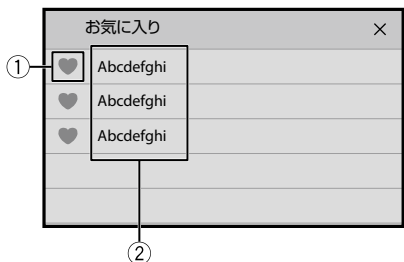 お気に入り ×
① Abcdefghi
Abcdefghi
Abcdefghi
②